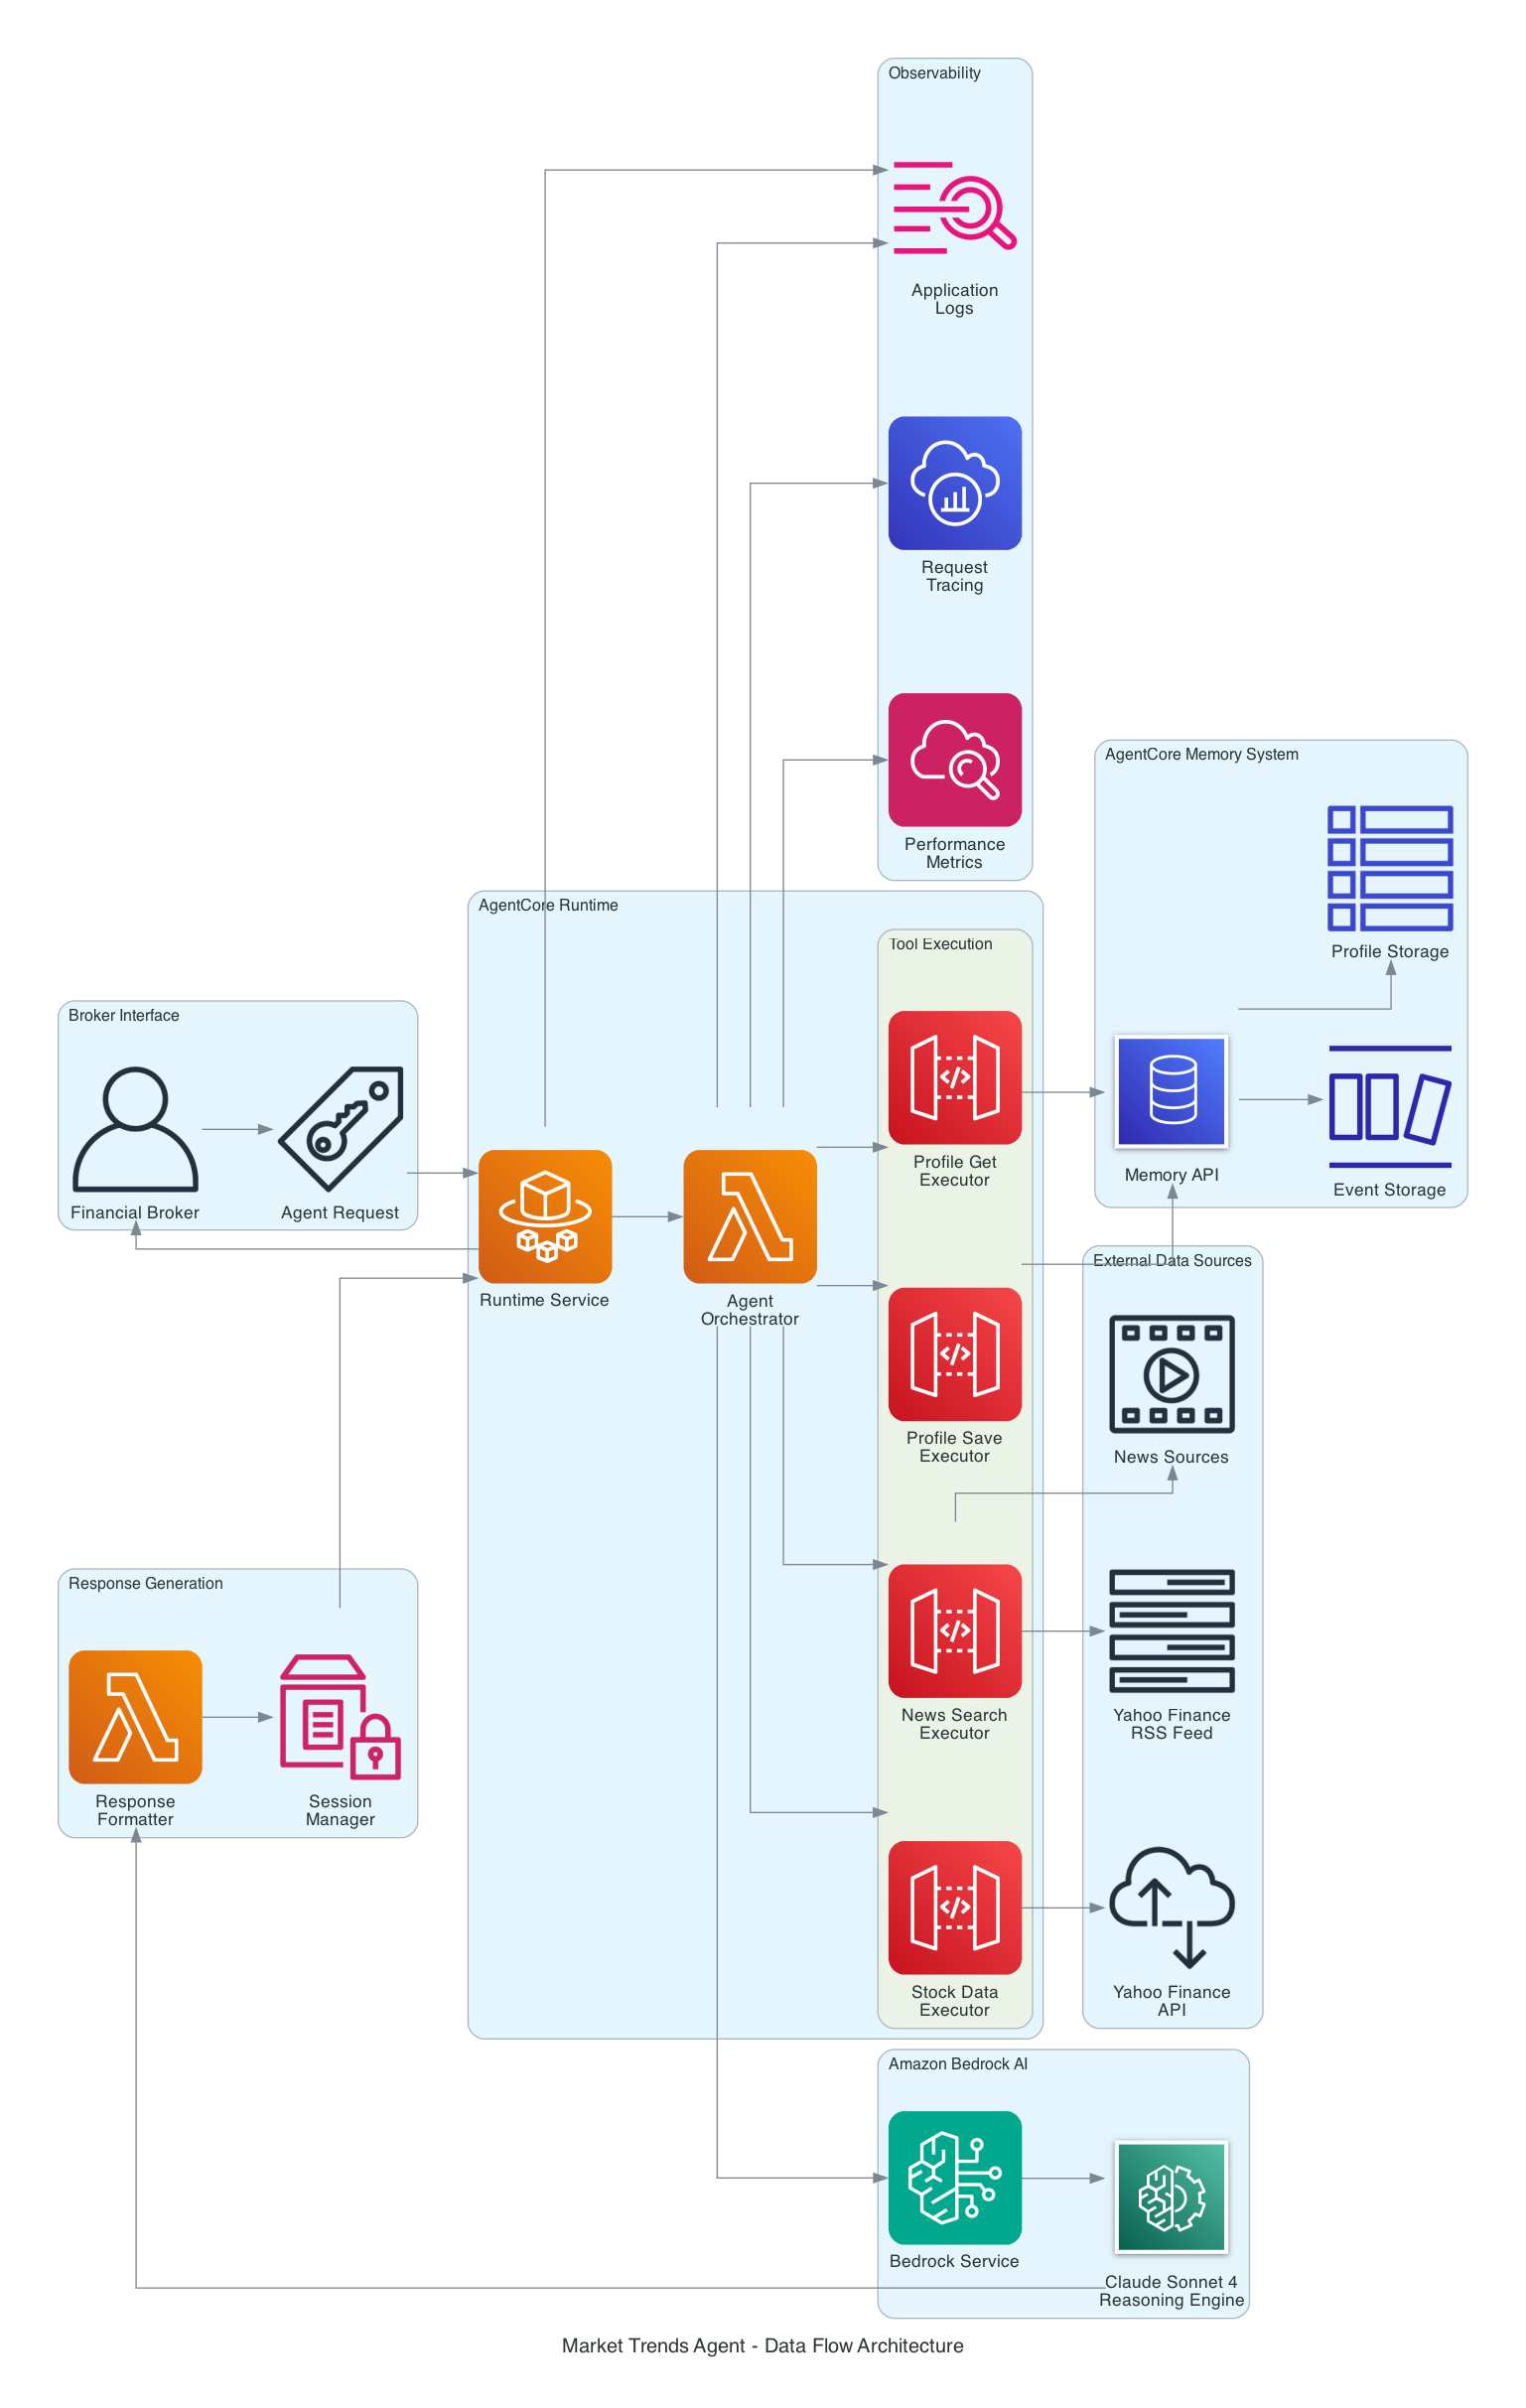 Observability
Application
Logs
Request
Tracing
Performance
Metrics
AgentCore Memory System
Profile Storage
Memory API
Event Storage
AgentCore Runtime
Tool Execution
Profile Get
Executor
Broker Interface
Financial Broker
Agent Request
Runtime Service
Agent
Orchestrator
Profile Save
Executor
External Data Sources
News Sources
News Search
Executor
Yahoo Finance
RSS Feed
Response Generation
Response
Formatter
Session
Manager
Stock Data
Executor
Yahoo Finance
API
Amazon Bedrock AI
Bedrock Service
Claude Sonnet 4
Reasoning Engine
Market Trends Agent - Data Flow Architecture